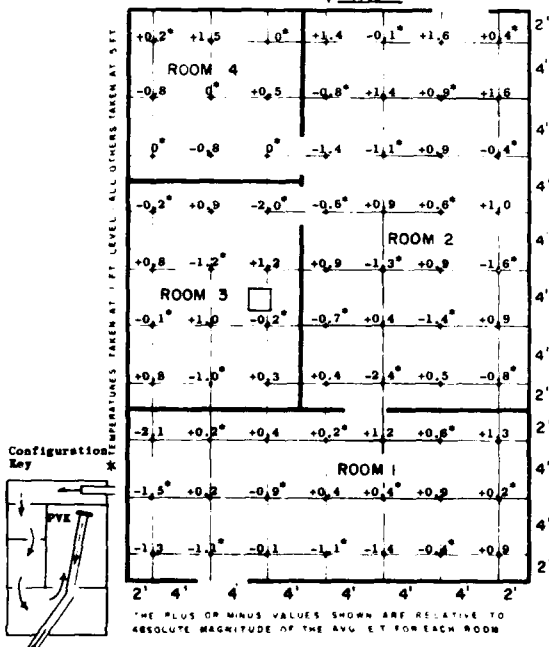 +0.2* +1.5 0* +1.4 -0.1* +1.6 +0.4* 2'
ROOM 4 4'
-0.8 0* +0.5 -0.8* +1.4 +0.9* +1.6
4'
0* -0.8 0* -1.4 -1.1* +0.9 -0.4*
4'
-0.2* +0.9 -2.0* -0.6* +0.9 +0.6* +1.0
ROOM 2 4'
+0.8 -1.2* +1.2 +0.9 -1.3* +0.9 -1.6*
ROOM 3 4'
-0.1* +1.0 -0.2* -0.7* +0.4 -1.4* +0.9
4'
+0.8 -1.0* +0.3 +0.4 -2.4* +0.5 -0.8*
2'
2'
-2.1 +0.2* +0.4 +0.2* +1.2 +0.6* +1.3
ROOM 1 4'
-1.5* +0.2 -0.9* +0.4 +0.4* +0.9 +0.2*
4'
-1.3 -1.1* -0.1 -1.1* -1.4 -0.4* +0.9
2'
2' 4' 4' 4' 4' 4' 4' 2'
* TEMPERATURES TAKEN AT 1 FT LEVEL ALL OTHERS TAKEN AT 5 FT
Configuration
Key
PVK
THE PLUS OR MINUS VALUES SHOWN ARE RELATIVE TO
ABSOLUTE MAGNITUDE OF THE AVG ET FOR EACH ROOM